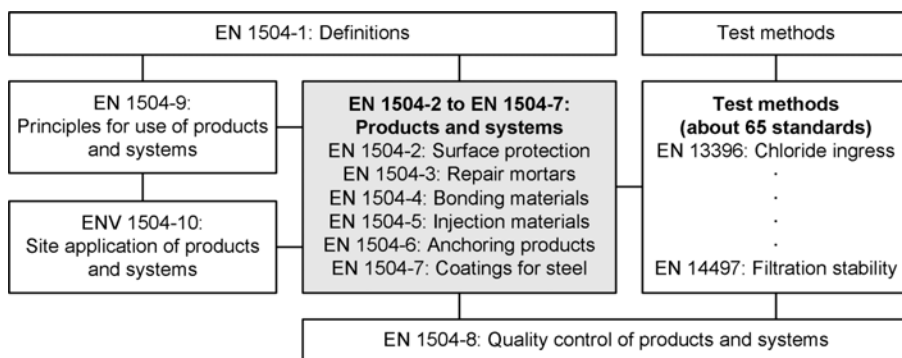 EN 1504-1: Definitions
Test methods
EN 1504-9:
Principles for use of products
and systems
EN 1504-2 to EN 1504-7:
Products and systems
EN 1504-2: Surface protection
EN 1504-3: Repair mortars
EN 1504-4: Bonding materials
EN 1504-5: Injection materials
EN 1504-6: Anchoring products
EN 1504-7: Coatings for steel
Test methods
(about 65 standards)
EN 13396: Chloride ingress
.
.
.
.
EN 14497: Filtration stability
ENV 1504-10:
Site application of products
and systems
EN 1504-8: Quality control of products and systems